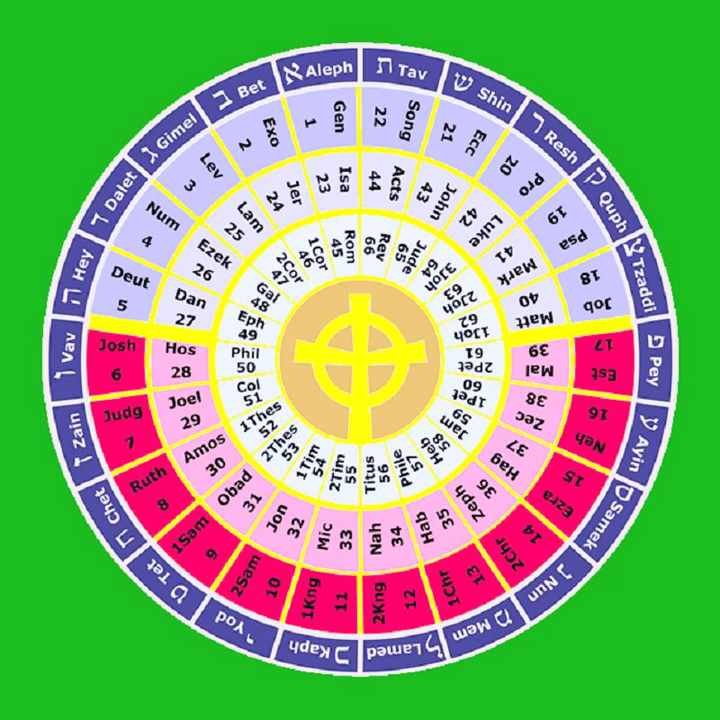 א Aleph
ב Bet
ג Gimel
ד Dalet
ה Hey
ו Vav
ז Zain
ח Chet
ט Tet
י Yod
כ Kaph
ל Lamed
מ Mem
נ Nun
ס Samek
ע Ayin
פ Pey
צ Tzaddi
ק Quph
ר Resh
ש Shin
ת Tav
Gen
1
Exo
2
Lev
3
Num
4
Deut
5
Josh
6
Judg
7
Ruth
8
1Sam
9
2Sam
10
1Kng
11
2Kng
12
1Chr
13
2Chr
14
Ezra
15
Neh
16
Est
17
Job
18
Psa
19
Pro
20
Ecc
21
Song
22
Isa
23
Jer
24
Lam
25
Ezek
26
Dan
27
Hos
28
Joel
29
Amos
30
Obad
31
Jon
32
Mic
33
Nah
34
Hab
35
Zeph
36
Hag
37
Zec
38
Mal
39
Matt
40
Mark
41
Luke
42
John
43
Acts
44
Rom
45
1Cor
46
2Cor
47
Gal
48
Eph
49
Phil
50
Col
51
1Thes
52
2Thes
53
1Tim
54
2Tim
55
Titus
56
Phile
57
Heb
58
Jam
59
1Pet
60
2Pet
61
1Joh
62
2Joh
63
3Joh
64
Jude
65
Rev
66